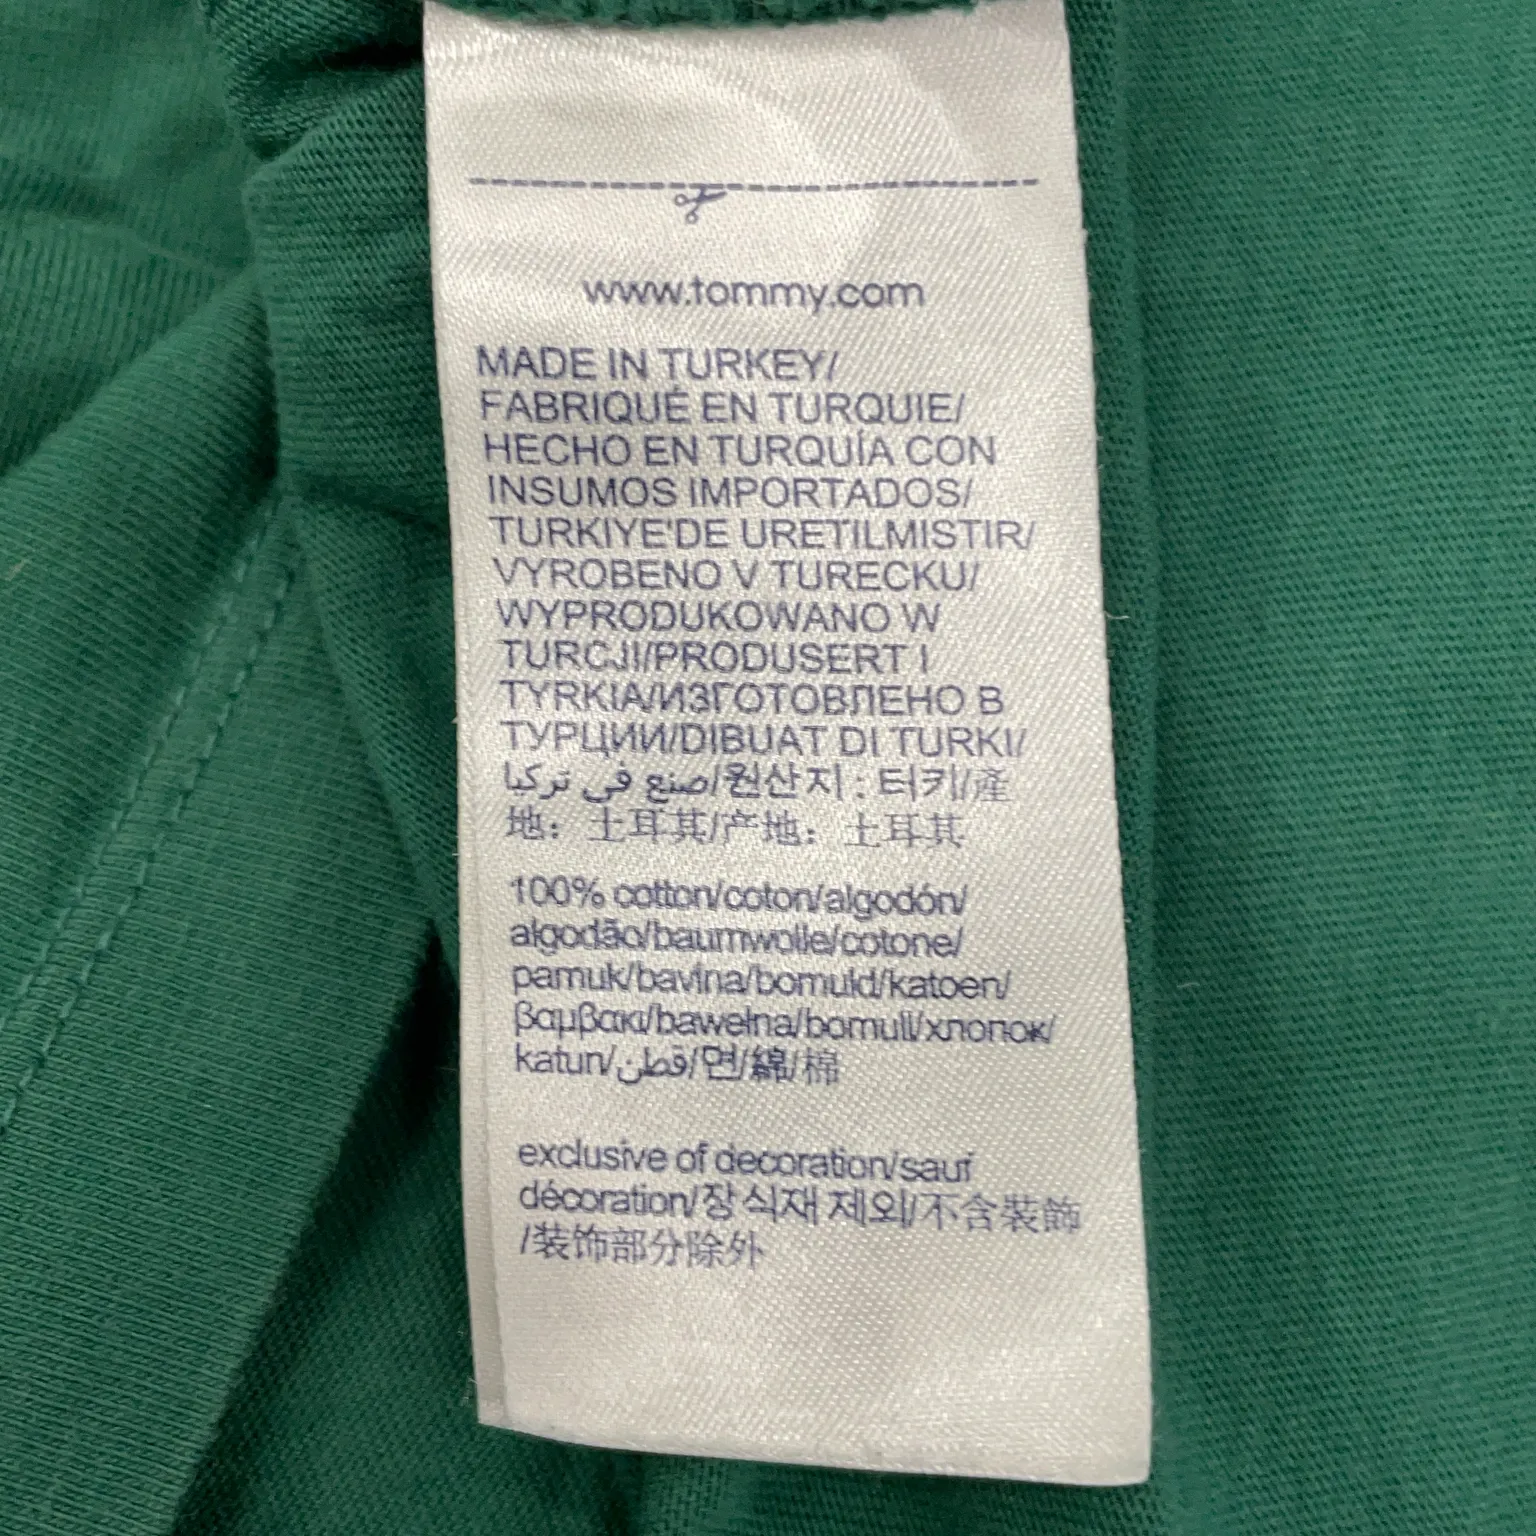 www.tommy.com
MADE IN TURKEY/
FABRIQUÉ EN TURQUIE/
HECHO EN TURQUÍA CON
INSUMOS IMPORTADOS/
TURKIYE'DE URETILMISTIR/
VYROBENO V TURECKU/
WYPRODUKOWANO W
TURCJI/PRODUSERT I
TYRKIA/ИЗГОТОВЛЕНО В
ТУРЦИИ/DIBUAT DI TURKI/
صنع في تركيا/원산지 : 터키/產
地：土耳其/产地：土耳其
100% cotton/coton/algodón/
algodão/baumwolle/cotone/
pamuk/bavlna/bomuld/katoen/
βαμβακι/bawełna/bomull/хлопок/
katun/قطن/면/綿/棉
exclusive of decoration/sauf
décoration/장식재 제외/不含裝飾
/装饰部分除外